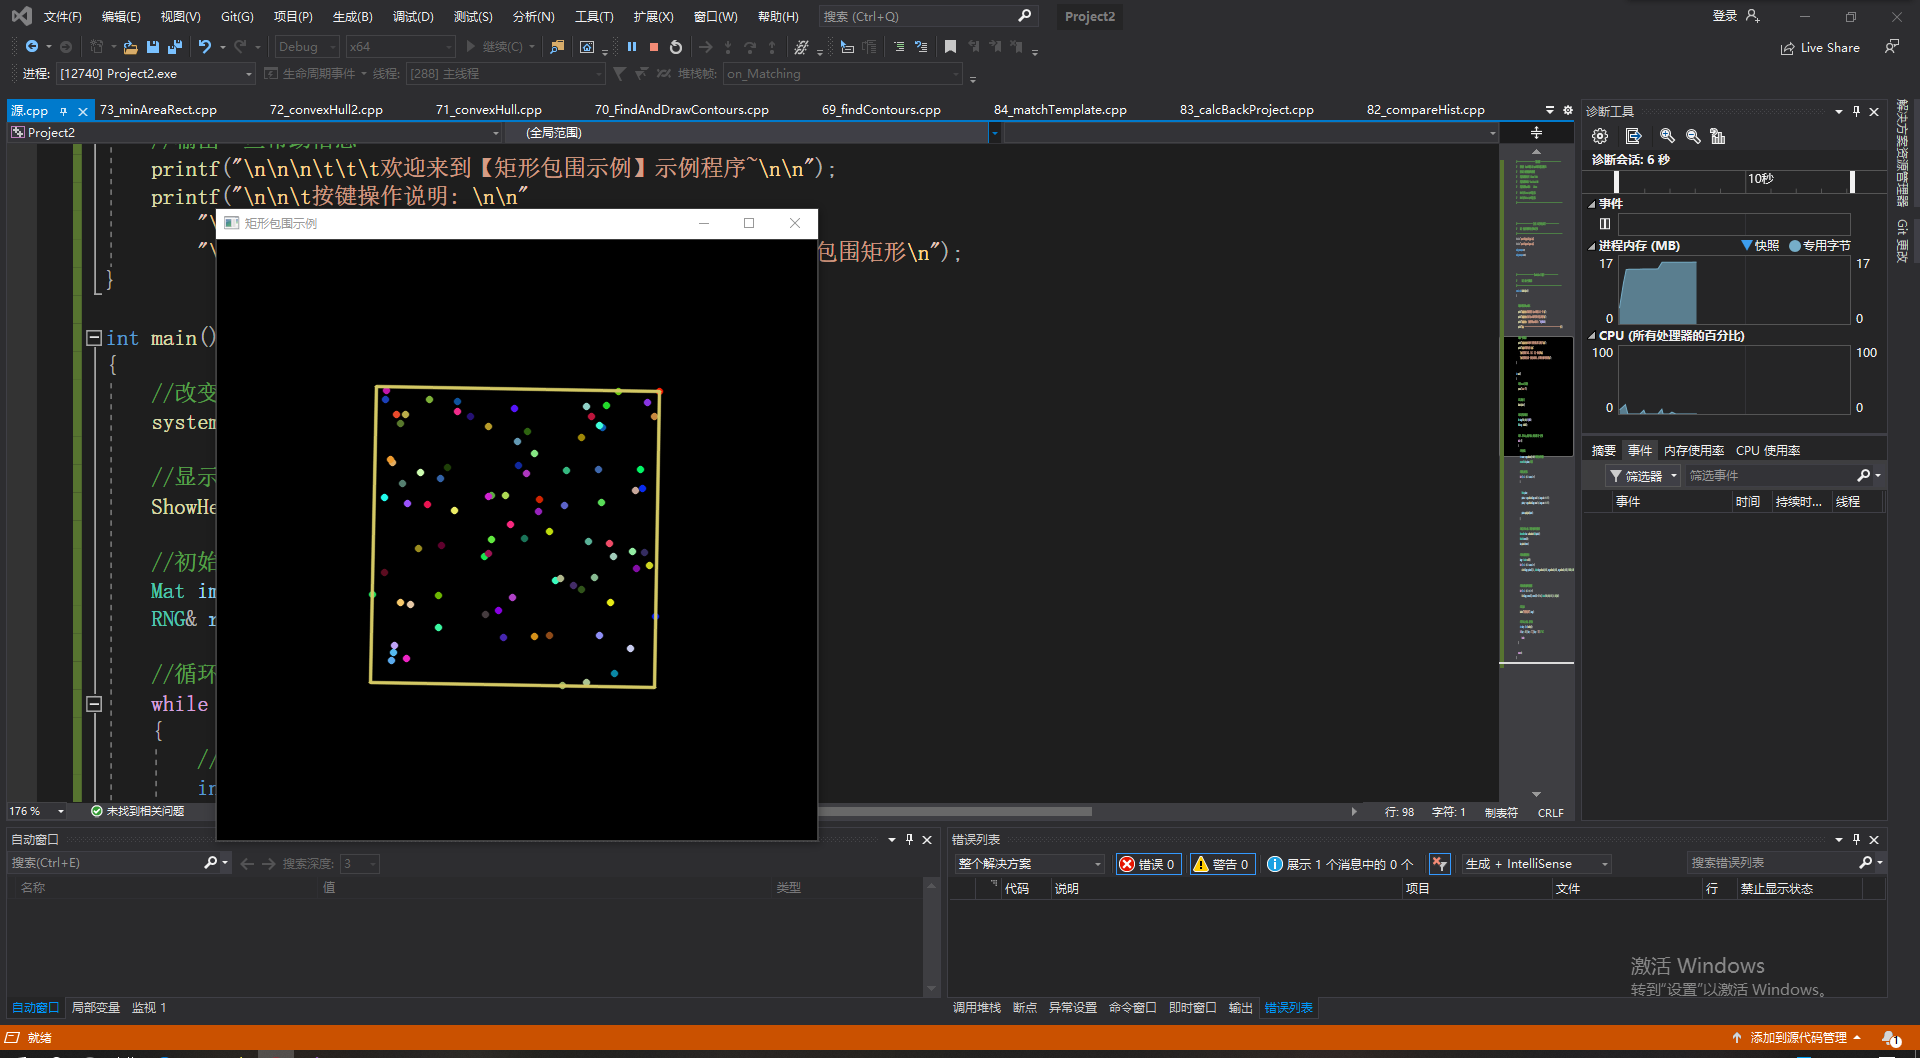 文件(F) 编辑(E) 视图(V) Git(G) 项目(P) 生成(B) 调试(D) 测试(S) 分析(N) 工具(T) 扩展(X) 窗口(W) 帮助(H) 搜索 (Ctrl+Q) Project2 登录
Debug x64 继续(C) Live Share
进程: [12740] Project2.exe 生命周期事件 线程: [288] 主线程 堆栈帧: on_Matching
源.cpp 73_minAreaRect.cpp 72_convexHull2.cpp 71_convexHull.cpp 70_FindAndDrawContours.cpp 69_findContours.cpp 84_matchTemplate.cpp 83_calcBackProject.cpp 82_compareHist.cpp
Project2 (全局范围)
printf("\n\n\n\t\t\t欢迎来到【矩形包围示例】示例程序~\n\n");
printf("\n\n\t按键操作说明: \n\n"
"\
"\ 包围矩形\n");
}
int main()
{
//改变
system
//显示
ShowHe
//初始
Mat im
RNG& r
//循环
while
{
//
in
矩形包围示例
176 % 未找到相关问题 行: 98 字符: 1 制表符 CRLF
诊断工具
诊断会话: 6 秒
10秒
事件
进程内存 (MB) 快照 专用字节
17 17
0 0
CPU (所有处理器的百分比)
100 100
0 0
摘要 事件 内存使用率 CPU 使用率
筛选器 筛选事件
事件 时间 持续时... 线程
解决方案资源管理器
Git 更改
自动窗口
搜索(Ctrl+E) 搜索深度: 3
名称 值 类型
自动窗口 局部变量 监视 1
错误列表
整个解决方案 错误 0 警告 0 展示 1 个消息中的 0 个 生成 + IntelliSense 搜索错误列表
代码 说明 项目 文件 行 禁止显示状态
激活 Windows
转到"设置"以激活 Windows。
调用堆栈 断点 异常设置 命令窗口 即时窗口 输出 错误列表
就绪 添加到源代码管理 1